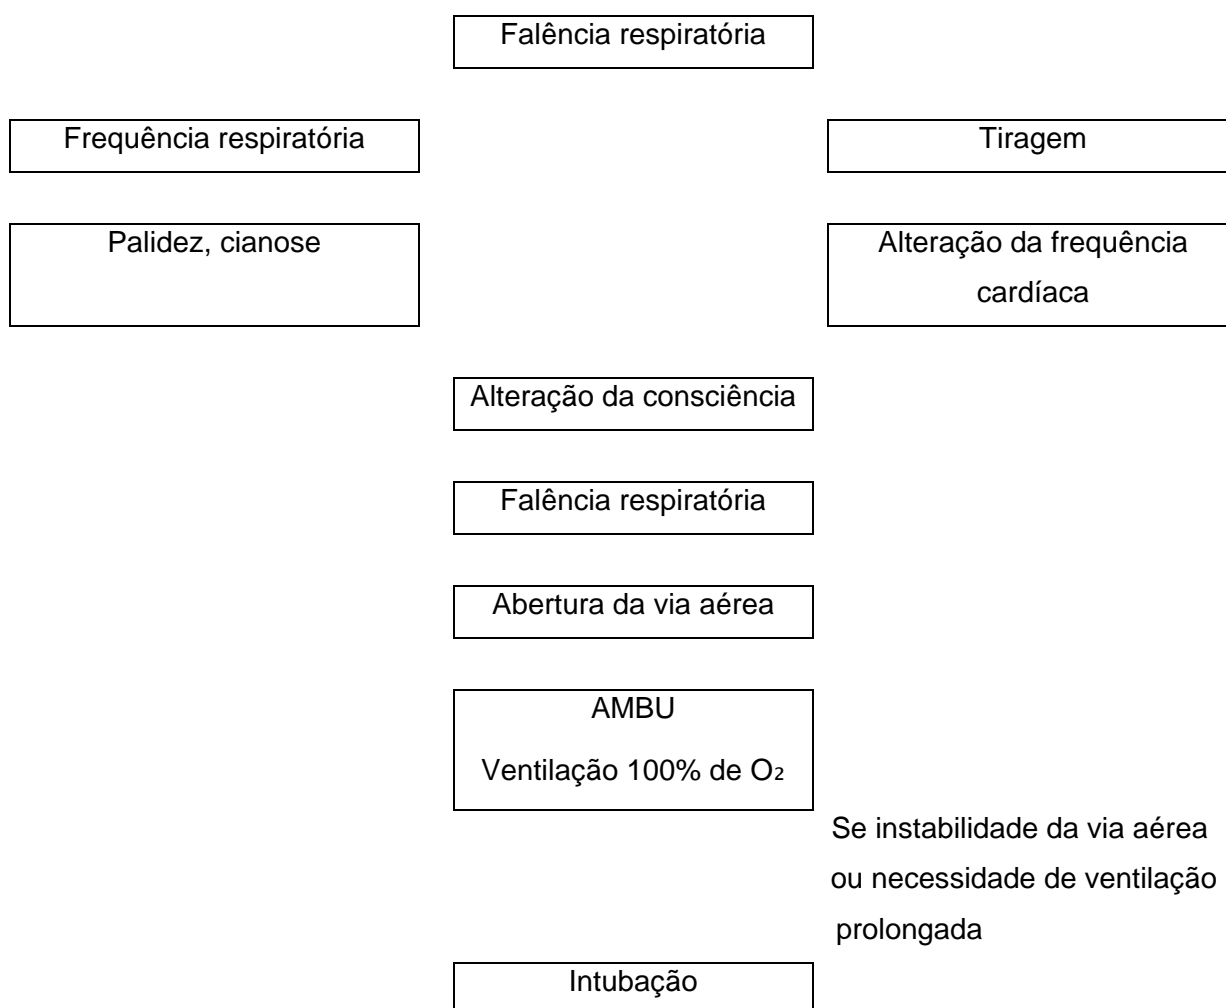 Falência respiratória
Frequência respiratória
Tiragem
Palidez, cianose
Alteração da frequência
cardíaca
Alteração da consciência
Falência respiratória
Abertura da via aérea
AMBU
Ventilação 100% de O₂
Se instabilidade da via aérea
ou necessidade de ventilação
prolongada
Intubação